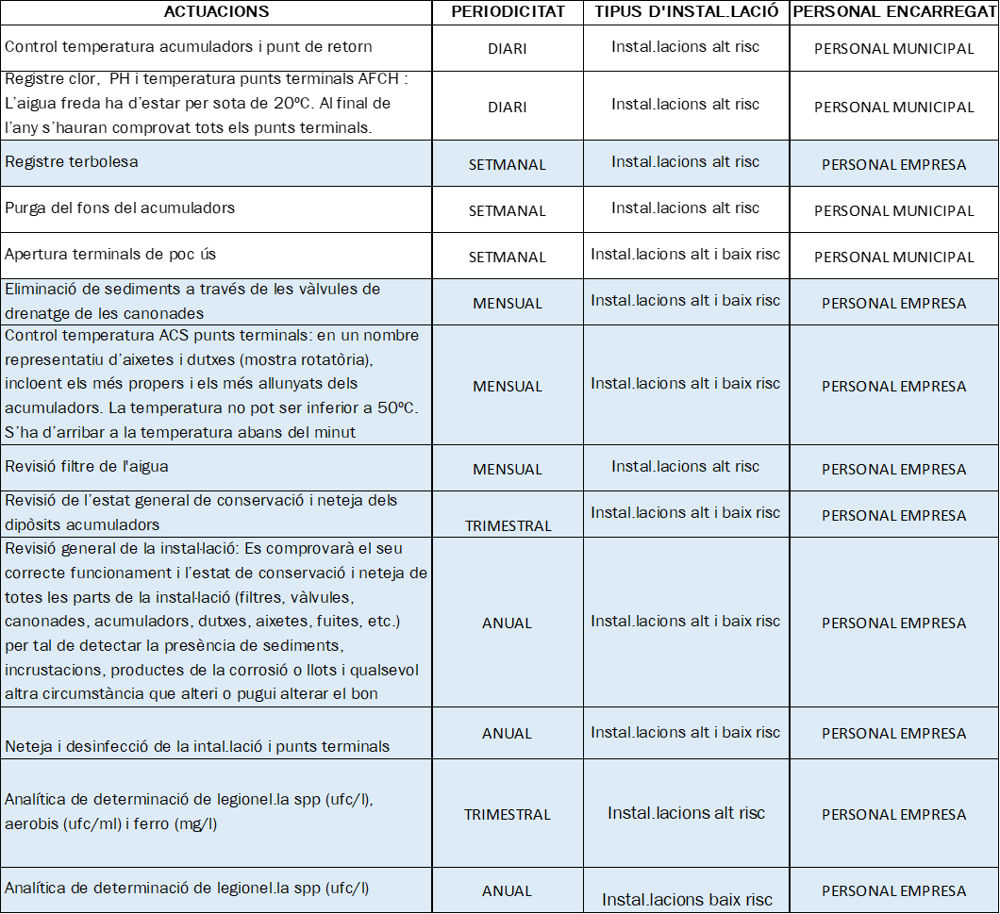 ACTUACIONS PERIODICITAT TIPUS D'INSTAL.LACIÓ PERSONAL ENCARREGAT
Control temperatura acumuladors i punt de retorn DIARI Instal.lacions alt risc PERSONAL MUNICIPAL
Registre clor,  PH i temperatura punts terminals AFCH :
L’aigua freda ha d’estar per sota de 20ºC. Al final de
l’any s’hauran comprovat tots els punts terminals.
DIARI Instal.lacions alt risc PERSONAL MUNICIPAL
Registre terbolesa SETMANAL Instal.lacions alt risc PERSONAL EMPRESA
Purga del fons del acumuladors SETMANAL Instal.lacions alt risc PERSONAL MUNICIPAL
Apertura terminals de poc ús SETMANAL Instal.lacions alt i baix risc PERSONAL MUNICIPAL
Eliminació de sediments a través de les vàlvules de
drenatge de les canonades
MENSUAL Instal.lacions alt i baix risc PERSONAL EMPRESA
Control temperatura ACS punts terminals: en un nombre
representatiu d’aixetes i dutxes (mostra rotatòria),
incloent els més propers i els més allunyats dels
acumuladors. La temperatura no pot ser inferior a 50ºC.
S’ha d’arribar a la temperatura abans del minut
MENSUAL Instal.lacions alt i baix risc PERSONAL EMPRESA
Revisió filtre de l'aigua MENSUAL Instal.lacions alt risc PERSONAL EMPRESA
Revisió de l’estat general de conservació i neteja dels
dipòsits acumuladors
TRIMESTRAL Instal.lacions alt i baix risc PERSONAL EMPRESA
Revisió general de la instal·lació: Es comprovarà el seu
correcte funcionament i l’estat de conservació i neteja de
totes les parts de la instal·lació (filtres, vàlvules,
canonades, acumuladors, dutxes, aixetes, fuites, etc.)
per tal de detectar la presència de sediments,
incrustacions, productes de la corrosió o llots i qualsevol
altra circumstància que alteri o pugui alterar el bon
ANUAL Instal.lacions alt i baix risc PERSONAL EMPRESA
Neteja i desinfecció de la intal.lació i punts terminals ANUAL Instal.lacions alt i baix risc PERSONAL EMPRESA
Analítica de determinació de legionel.la spp (ufc/l),
aerobis (ufc/ml) i ferro (mg/l)
TRIMESTRAL Instal.lacions alt risc PERSONAL EMPRESA
Analítica de determinació de legionel.la spp (ufc/l) ANUAL Instal.lacions baix risc PERSONAL EMPRESA